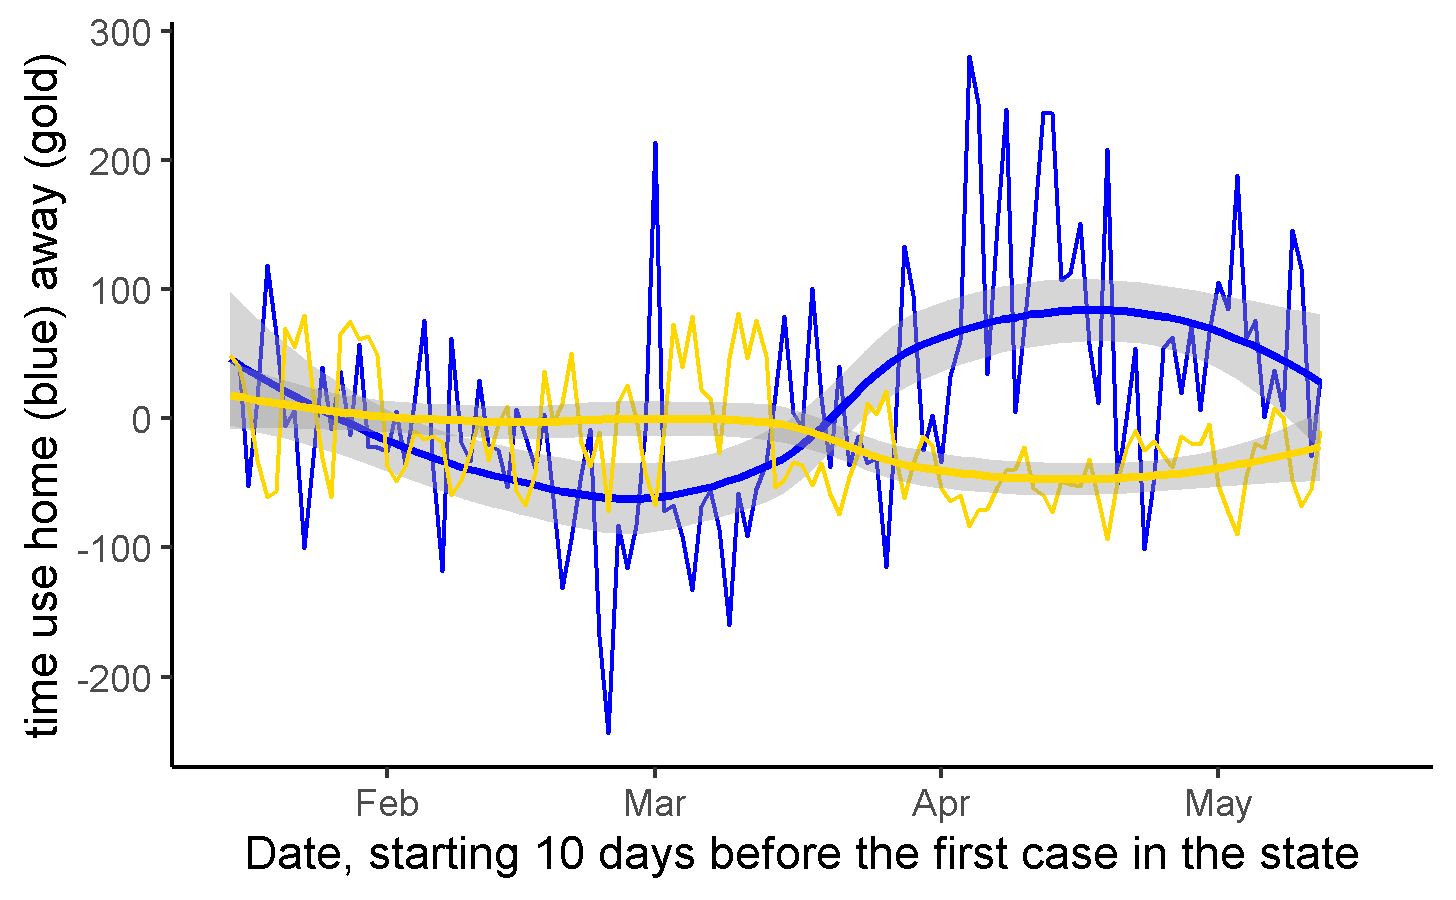 time use home (blue) away (gold)
300
200
100
0
-100
-200
Feb Mar Apr May
Date, starting 10 days before the first case in the state